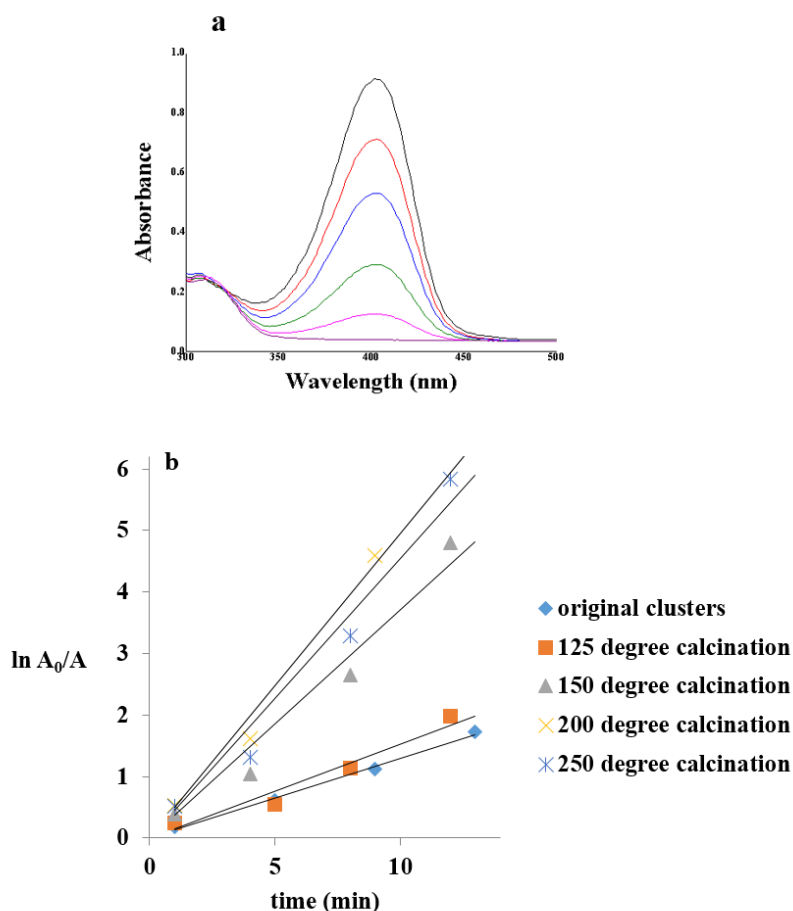 a
1.0
0.8
0.6
0.4
0.2
0.0
Absorbance
300 350 400 450 500
Wavelength (nm)
b
6
5
4
3
2
1
0
ln A₀/A
0 5 10
time (min)
original clusters
125 degree calcination
150 degree calcination
200 degree calcination
250 degree calcination